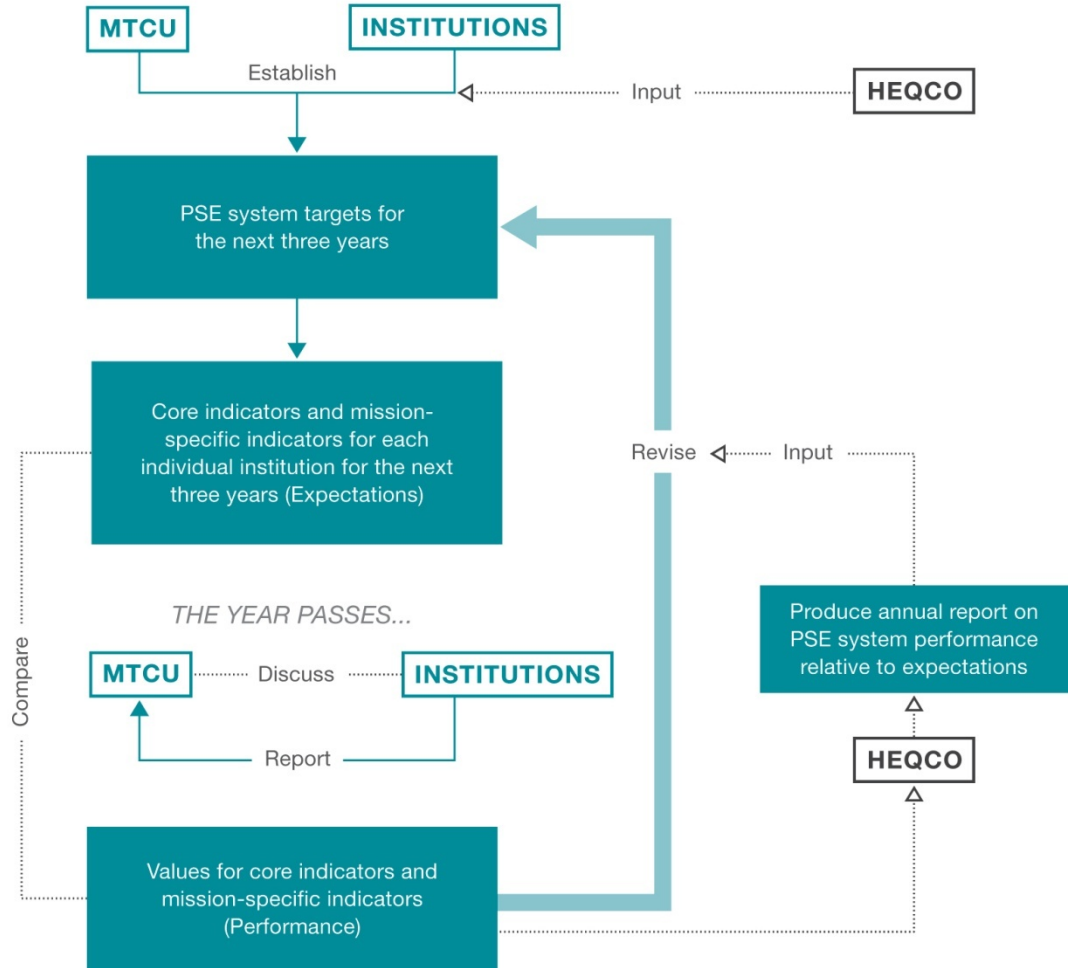 MTCU
INSTITUTIONS
Establish
Input
HEQCO
PSE system targets for
the next three years
Core indicators and mission-
specific indicators for each
individual institution for the next
three years (Expectations)
Revise
Input
Compare
THE YEAR PASSES...
MTCU
Discuss
INSTITUTIONS
Report
Produce annual report on
PSE system performance
relative to expectations
HEQCO
Values for core indicators and
mission-specific indicators
(Performance)